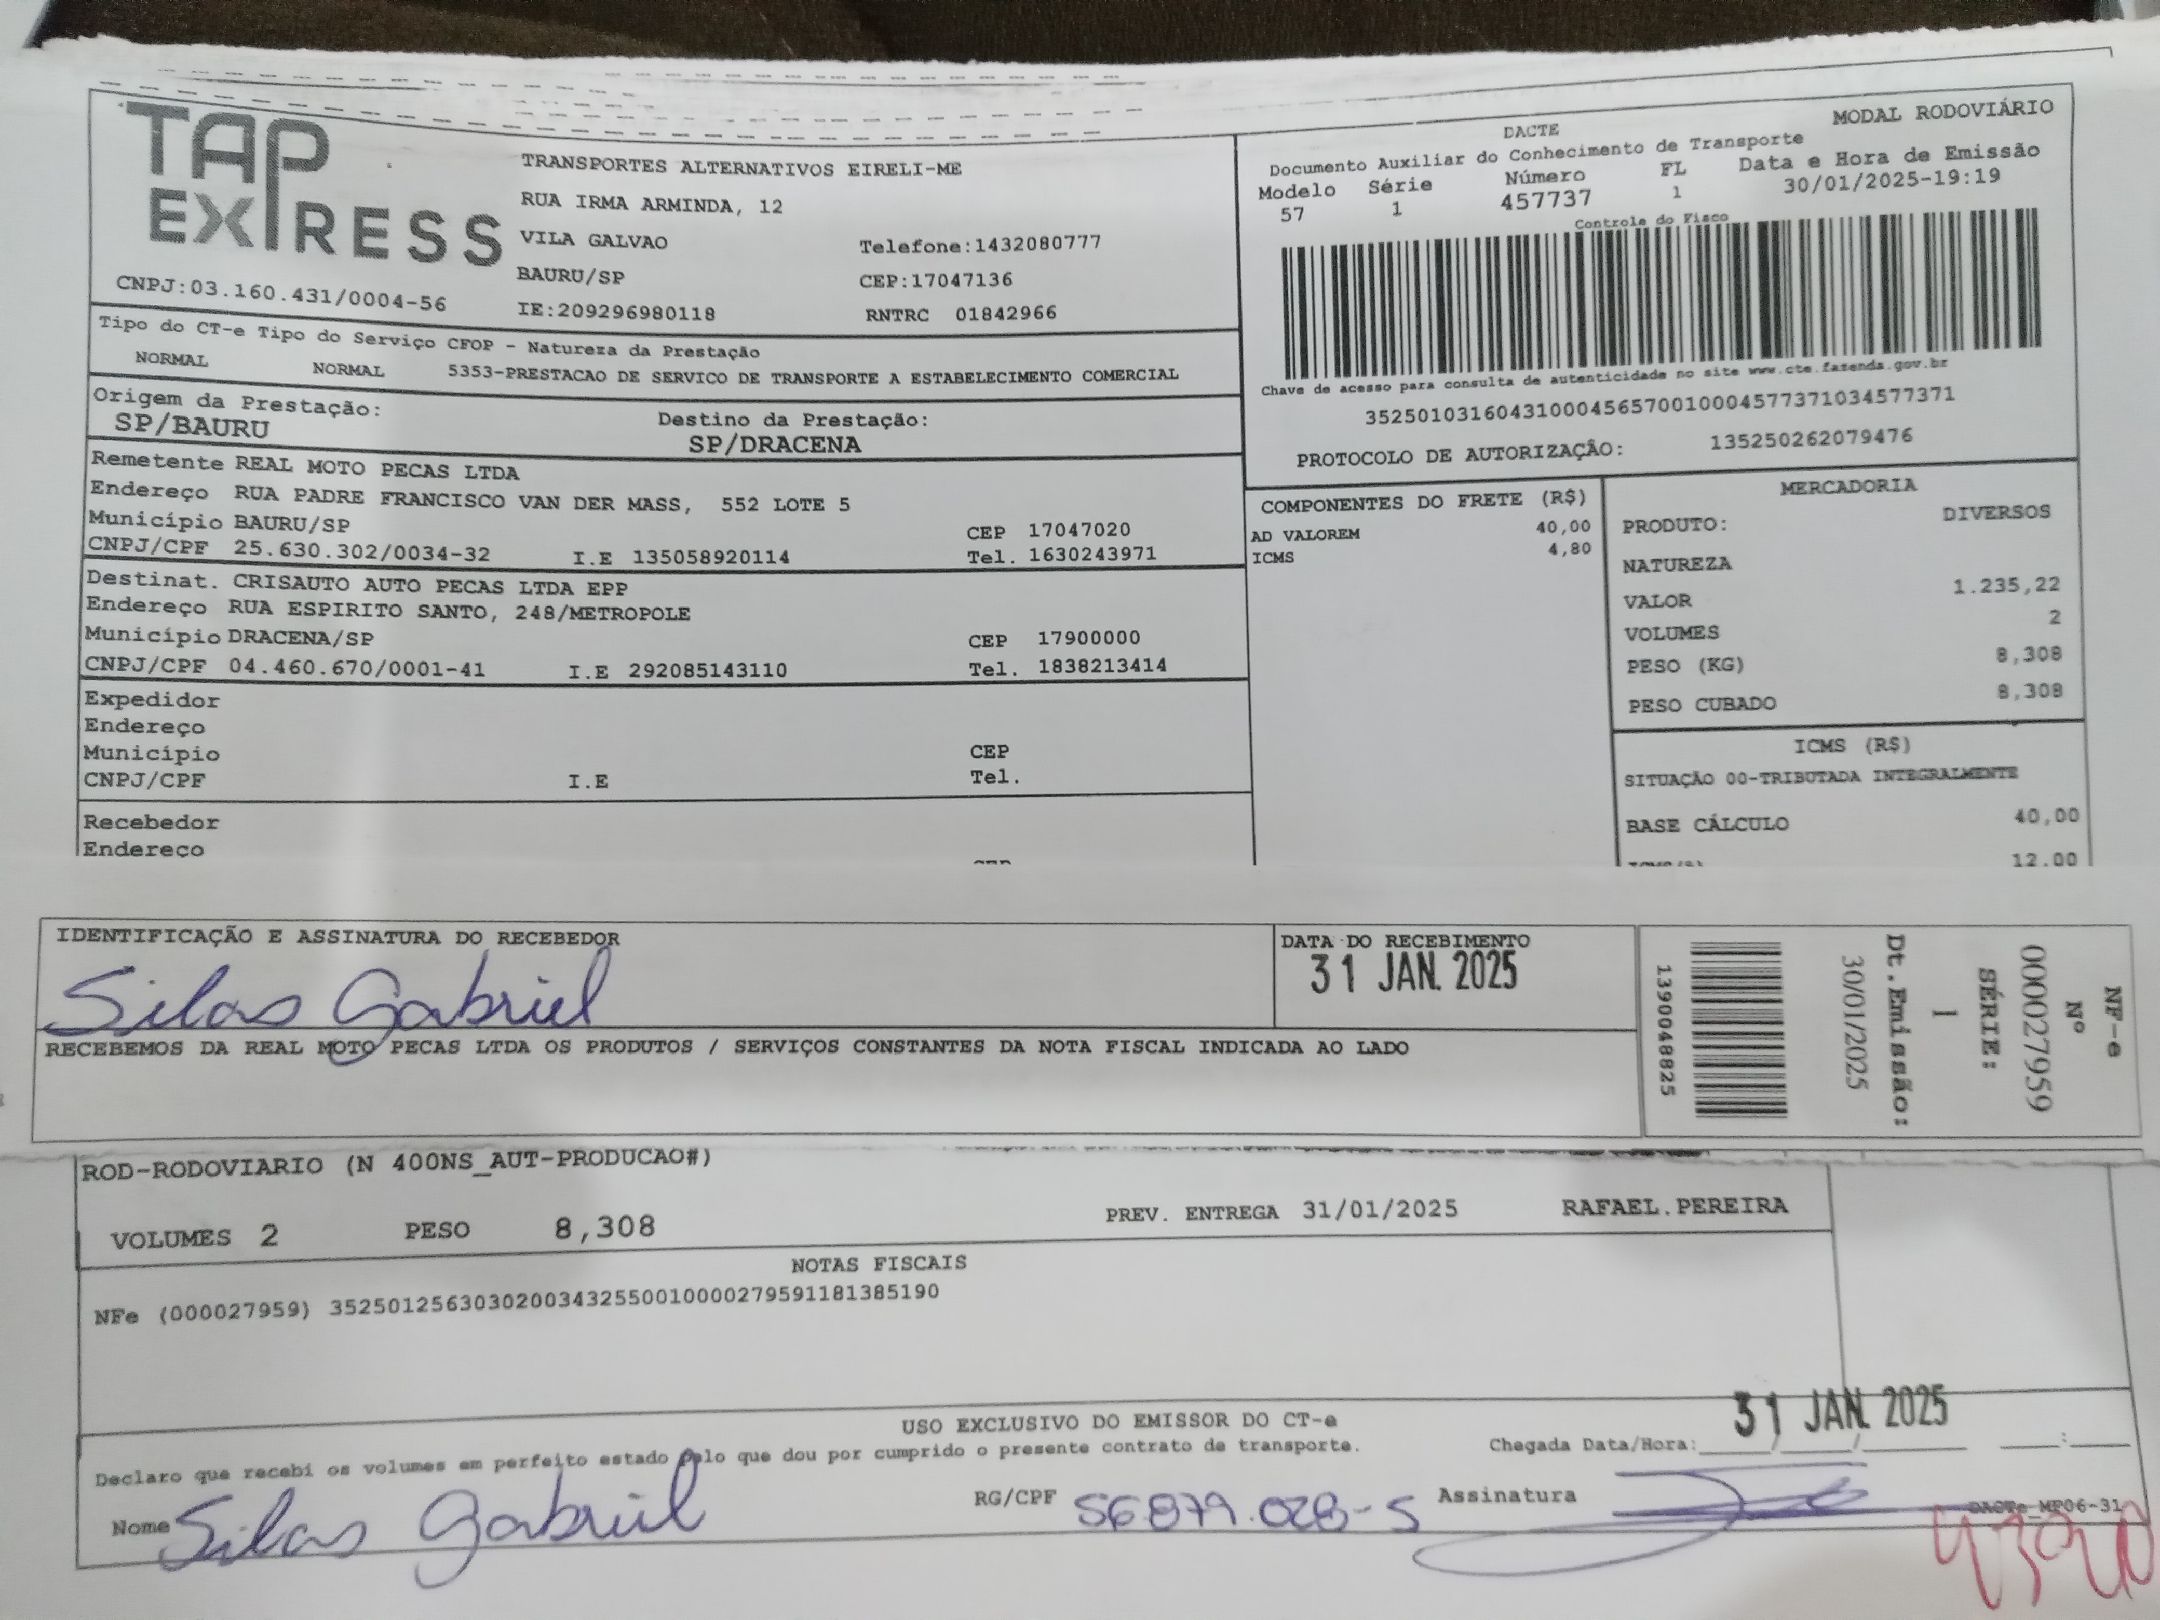 TAP EXPRESS
TRANSPORTES ALTERNATIVOS EIRELI-ME
RUA IRMA ARMINDA, 12
VILA GALVAO Telefone:1432080777
BAURU/SP CEP:17047136
CNPJ:03.160.431/0004-56 IE:209296980118 RNTRC 01842966
MODAL RODOVIÁRIO
DACTE
Documento Auxiliar do Conhecimento de Transporte
Modelo Série Número FL Data e Hora de Emissão
57 1 457737 1 30/01/2025-19:19
Controle do Fisco
Chave de acesso para consulta de autenticidade no site www.cte.fazenda.gov.br
35250103160431000456570010004577371034577371
PROTOCOLO DE AUTORIZAÇÃO: 135250262079476
Tipo do CT-e Tipo do Serviço CFOP - Natureza da Prestação
NORMAL NORMAL 5353-PRESTACAO DE SERVICO DE TRANSPORTE A ESTABELECIMENTO COMERCIAL
Origem da Prestação: Destino da Prestação:
SP/BAURU SP/DRACENA
Remetente REAL MOTO PECAS LTDA
Endereço RUA PADRE FRANCISCO VAN DER MASS, 552 LOTE 5
Município BAURU/SP CEP 17047020
CNPJ/CPF 25.630.302/0034-32 I.E 135058920114 Tel. 1630243971
Destinat. CRISAUTO AUTO PECAS LTDA EPP
Endereço RUA ESPIRITO SANTO, 248/METROPOLE
Município DRACENA/SP CEP 17900000
CNPJ/CPF 04.460.670/0001-41 I.E 292085143110 Tel. 1838213414
Expedidor
Endereço
Município CEP
CNPJ/CPF I.E Tel.
Recebedor
Endereço
COMPONENTES DO FRETE (R$)
AD VALOREM 40,00
ICMS 4,80
MERCADORIA
PRODUTO: DIVERSOS
NATUREZA
VALOR 1.235,22
VOLUMES 2
PESO (KG) 8,308
PESO CUBADO 8,308
ICMS (R$)
SITUAÇÃO 00-TRIBUTADA INTEGRALMENTE
BASE CÁLCULO 40,00
12.00
IDENTIFICAÇÃO E ASSINATURA DO RECEBEDOR
Silas Gabriel
DATA DO RECEBIMENTO
31 JAN. 2025
RECEBEMOS DA REAL MOTO PECAS LTDA OS PRODUTOS / SERVIÇOS CONSTANTES DA NOTA FISCAL INDICADA AO LADO
NF-e
Nº
000027959
SÉRIE:
1
Dt.Emissão:
30/01/2025
1390048825
ROD-RODOVIARIO (N 400NS_AUT-PRODUCAO#)
VOLUMES 2 PESO 8,308 PREV. ENTREGA 31/01/2025 RAFAEL.PEREIRA
NOTAS FISCAIS
NFe (000027959) 35250125630302003432550010000279591181385190
USO EXCLUSIVO DO EMISSOR DO CT-e
Declaro que recebi os volumes em perfeito estado pelo que dou por cumprido o presente contrato de transporte.
Chegada Data/Hora: 31 JAN. 2025
Nome Silas Gabriel RG/CPF 56.879.028-5 Assinatura
DACTe_MP06-31